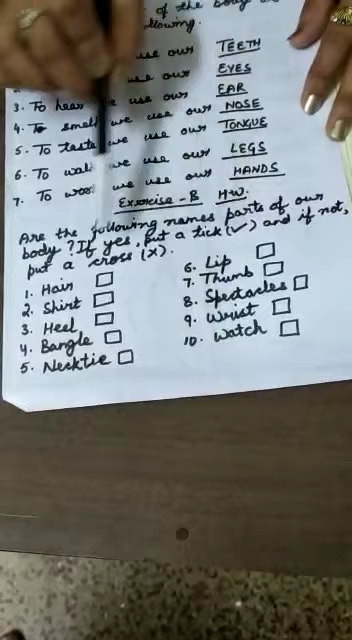 of the body
following.
use our TEETH
use our EYES
3. To hear use our EAR
4. To smell we use our NOSE
5. To taste we use our TONGUE
6. To walk we use our LEGS
7. To work we use our HANDS
Exercise - B H.W.
Are the following names parts of our
body? If yes, put a tick (✓) and if not,
put a cross (X).
1. Hair
2. Shirt
3. Heel
4. Bangle
5. Necktie
6. Lip
7. Thumb
8. Spectacles
9. Wrist
10. Watch